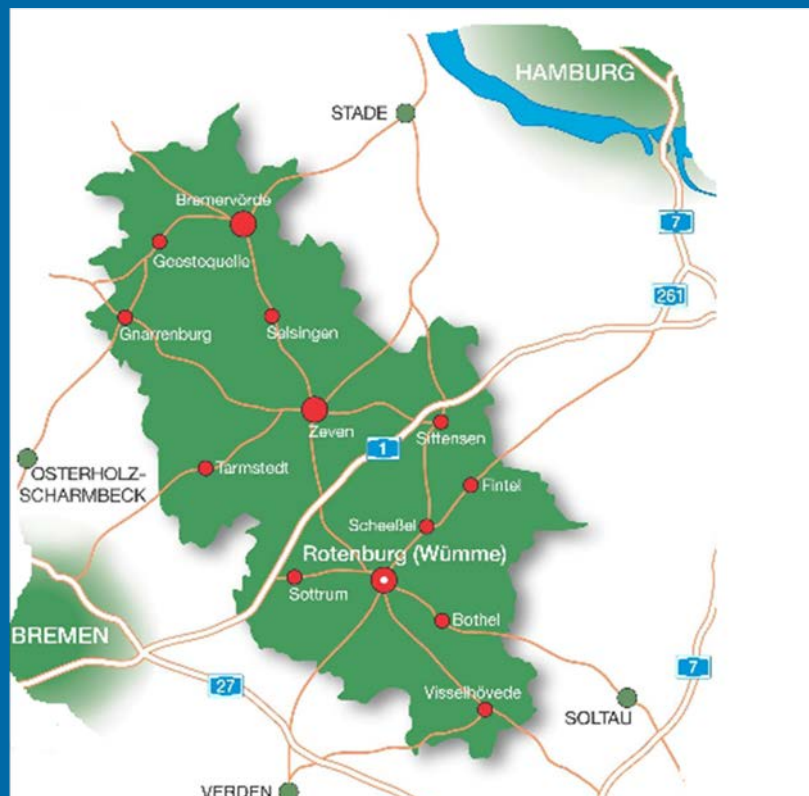 HAMBURG
STADE
Bremervörde
7
Geestequelle
261
Gnarrenburg
Selsingen
Zeven
Sittensen
1
OSTERHOLZ-
SCHARMBECK
Tarmstedt
Fintel
Scheeßel
Rotenburg (Wümme)
Sottrum
Bothel
BREMEN
7
27
Visselhövede
SOLTAU
VERDEN